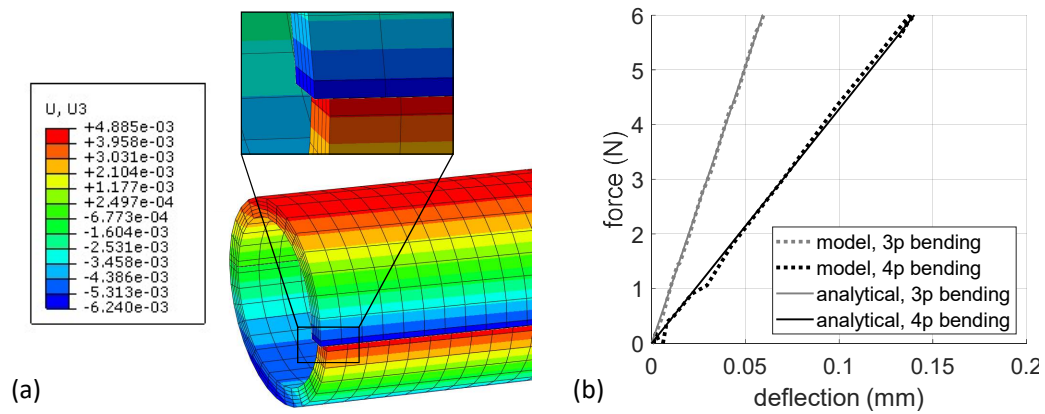 U, U3
+4.885e-03
+3.958e-03
+3.031e-03
+2.104e-03
+1.177e-03
+2.497e-04
-6.773e-04
-1.604e-03
-2.531e-03
-3.458e-03
-4.386e-03
-5.313e-03
-6.240e-03
(a)
6
5
4
3
2
1
0
force (N)
model, 3p bending
model, 4p bending
analytical, 3p bending
analytical, 4p bending
0 0.05 0.1 0.15 0.2
deflection (mm)
(b)